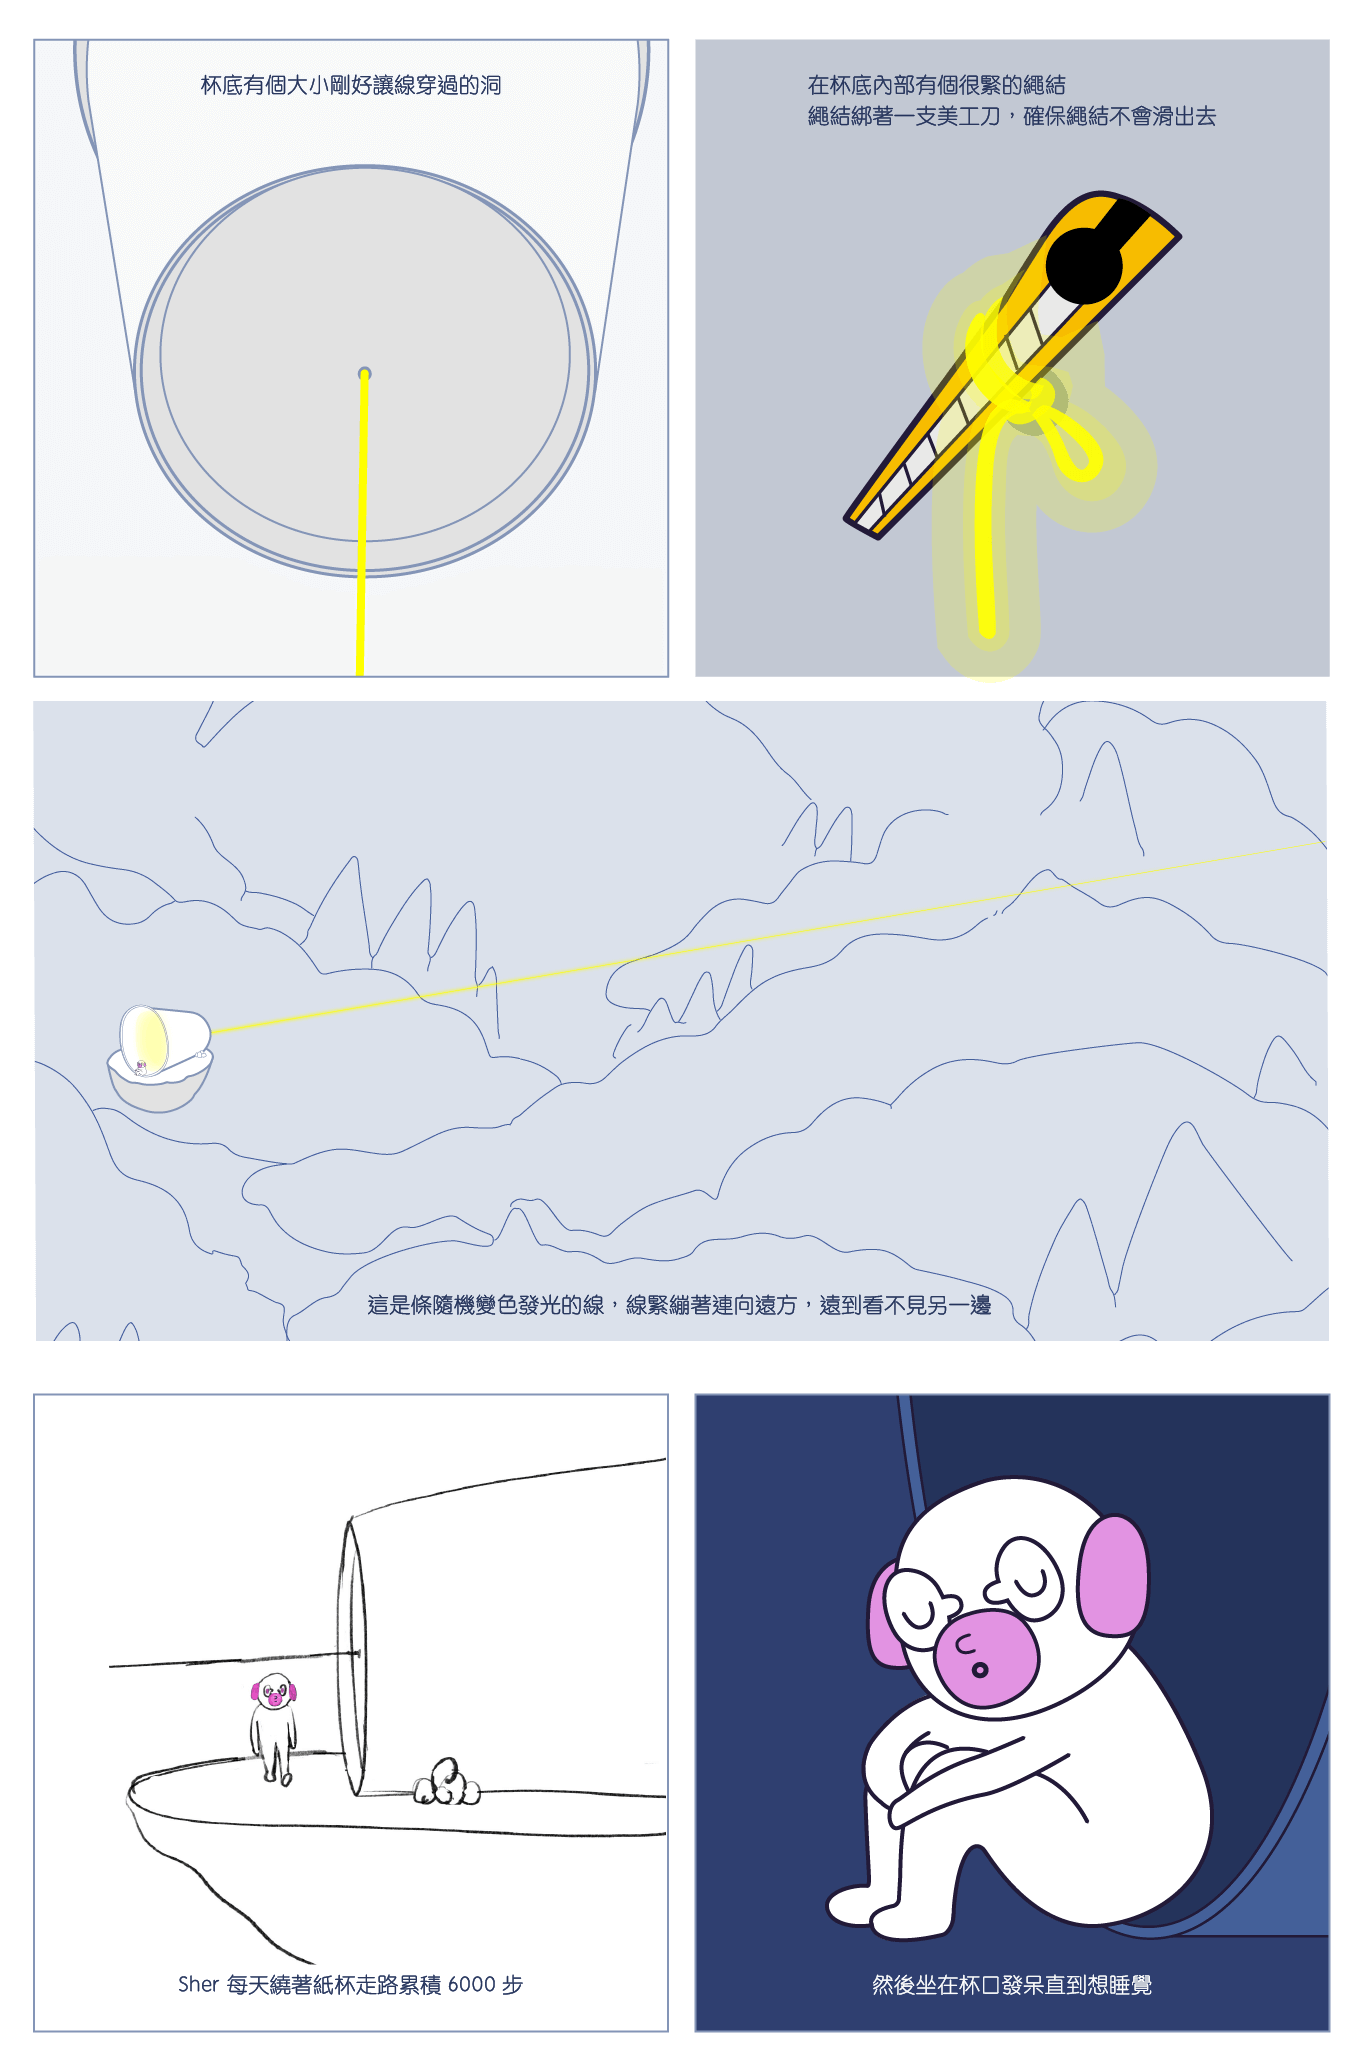 杯底有個大小剛好讓線穿過的洞
在杯底內部有個很緊的繩結
繩結綁著一支美工刀，確保繩結不會滑出去
這是條隨機變色發光的線，線緊繃著連向遠方，遠到看不見另一邊
Sher 每天繞著紙杯走路累積 6000 步
然後坐在杯口發呆直到想睡覺